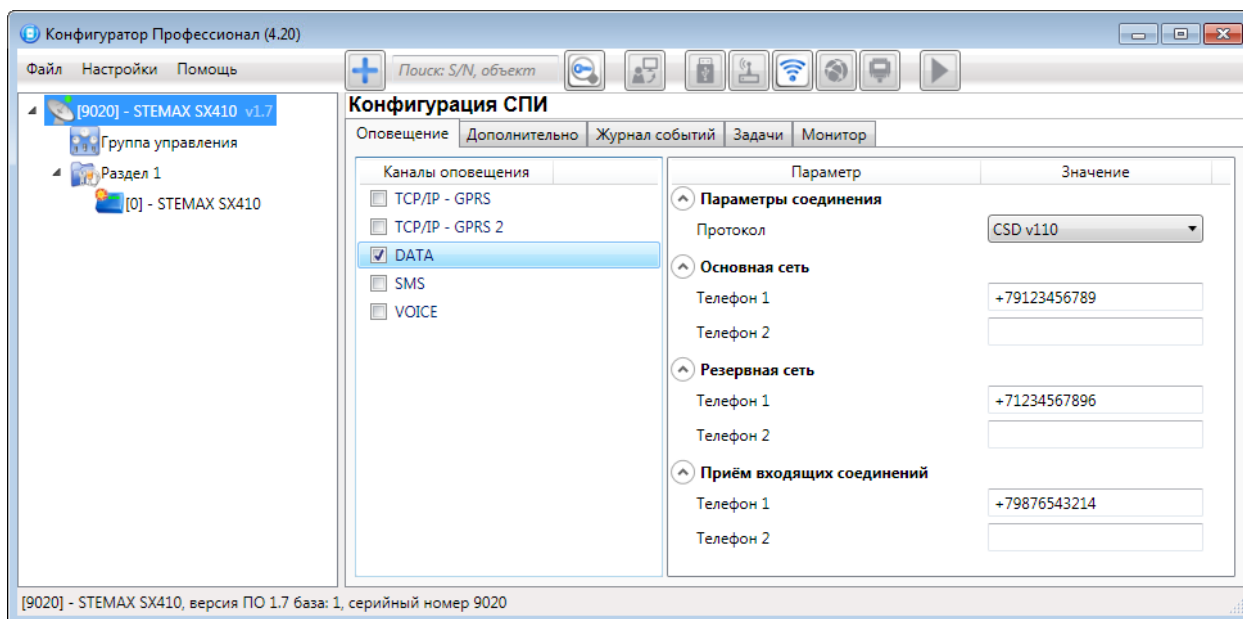 Конфигуратор Профессионал (4.20)
Файл Настройки Помощь Поиск: S/N, объект
[9020] - STEMAX SX410 v1.7
Группа управления
Раздел 1
[0] - STEMAX SX410
Конфигурация СПИ
Оповещение Дополнительно Журнал событий Задачи Монитор
Каналы оповещения
TCP/IP - GPRS
TCP/IP - GPRS 2
DATA
SMS
VOICE
Параметр Значение
Параметры соединения
Протокол CSD v110
Основная сеть
Телефон 1 +79123456789
Телефон 2
Резервная сеть
Телефон 1 +71234567896
Телефон 2
Приём входящих соединений
Телефон 1 +79876543214
Телефон 2
[9020] - STEMAX SX410, версия ПО 1.7 база: 1, серийный номер 9020